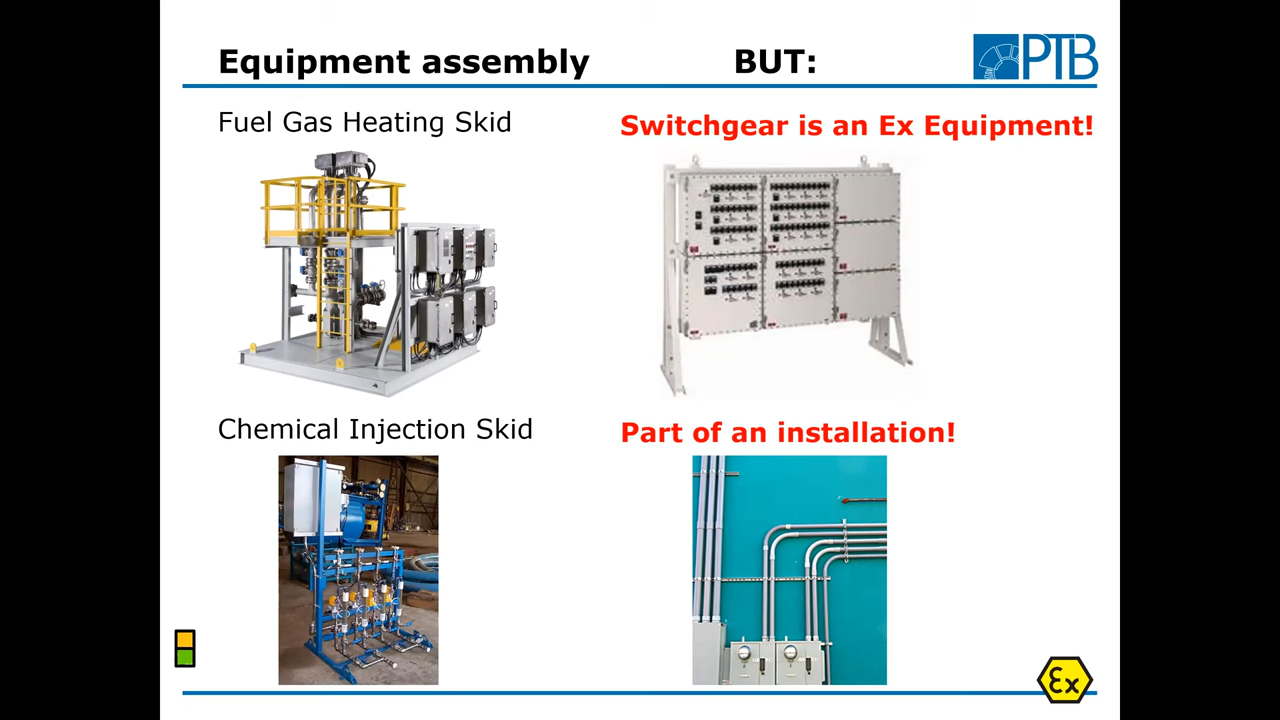 Equipment assembly BUT:
PTB
Fuel Gas Heating Skid
Switchgear is an Ex Equipment!
Chemical Injection Skid
Part of an installation!
Ex